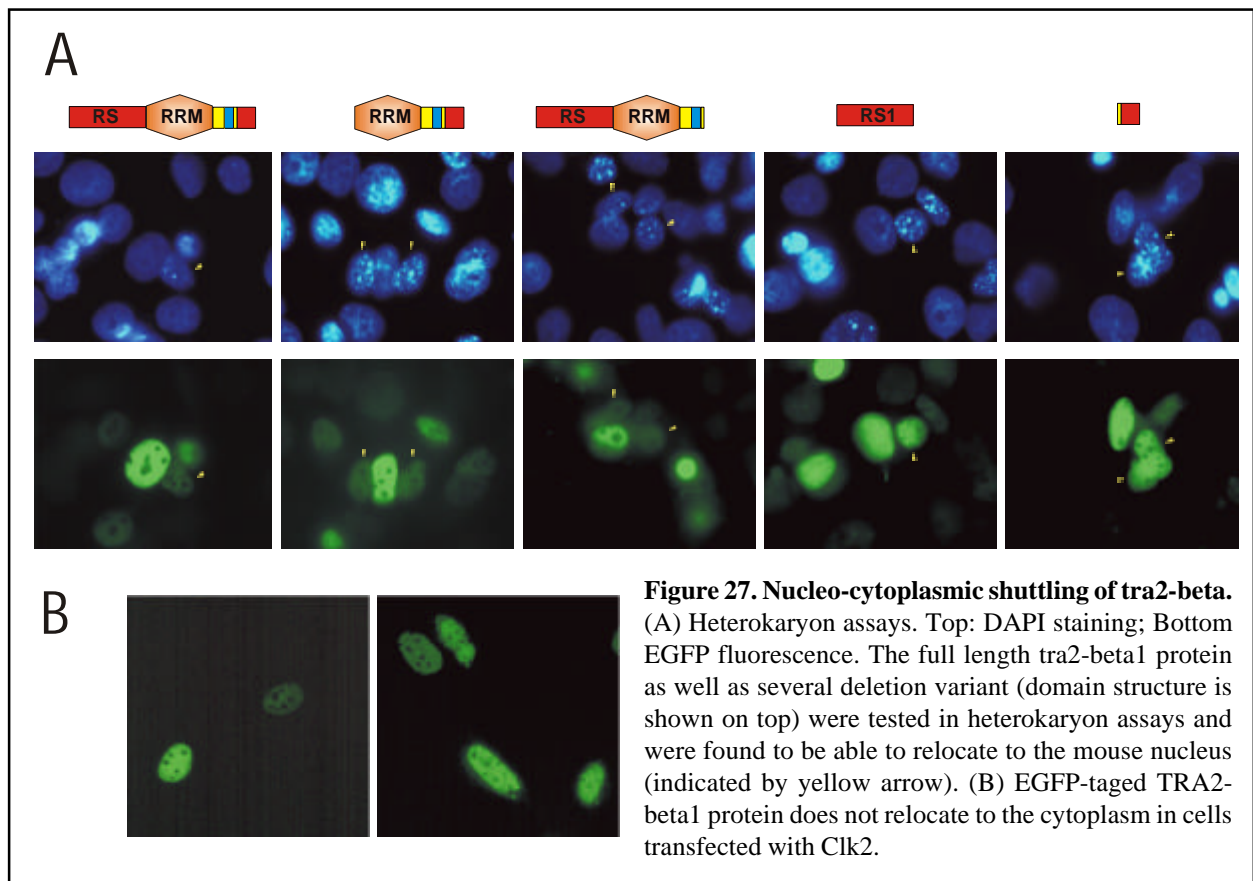 A
RS RRM
RRM
RS RRM
RS1
B
Figure 27. Nucleo-cytoplasmic shuttling of tra2-beta.
(A) Heterokaryon assays. Top: DAPI staining; Bottom
EGFP fluorescence. The full length tra2-beta1 protein
as well as several deletion variant (domain structure is
shown on top) were tested in heterokaryon assays and
were found to be able to relocate to the mouse nucleus
(indicated by yellow arrow). (B) EGFP-taged TRA2-
beta1 protein does not relocate to the cytoplasm in cells
transfected with Clk2.